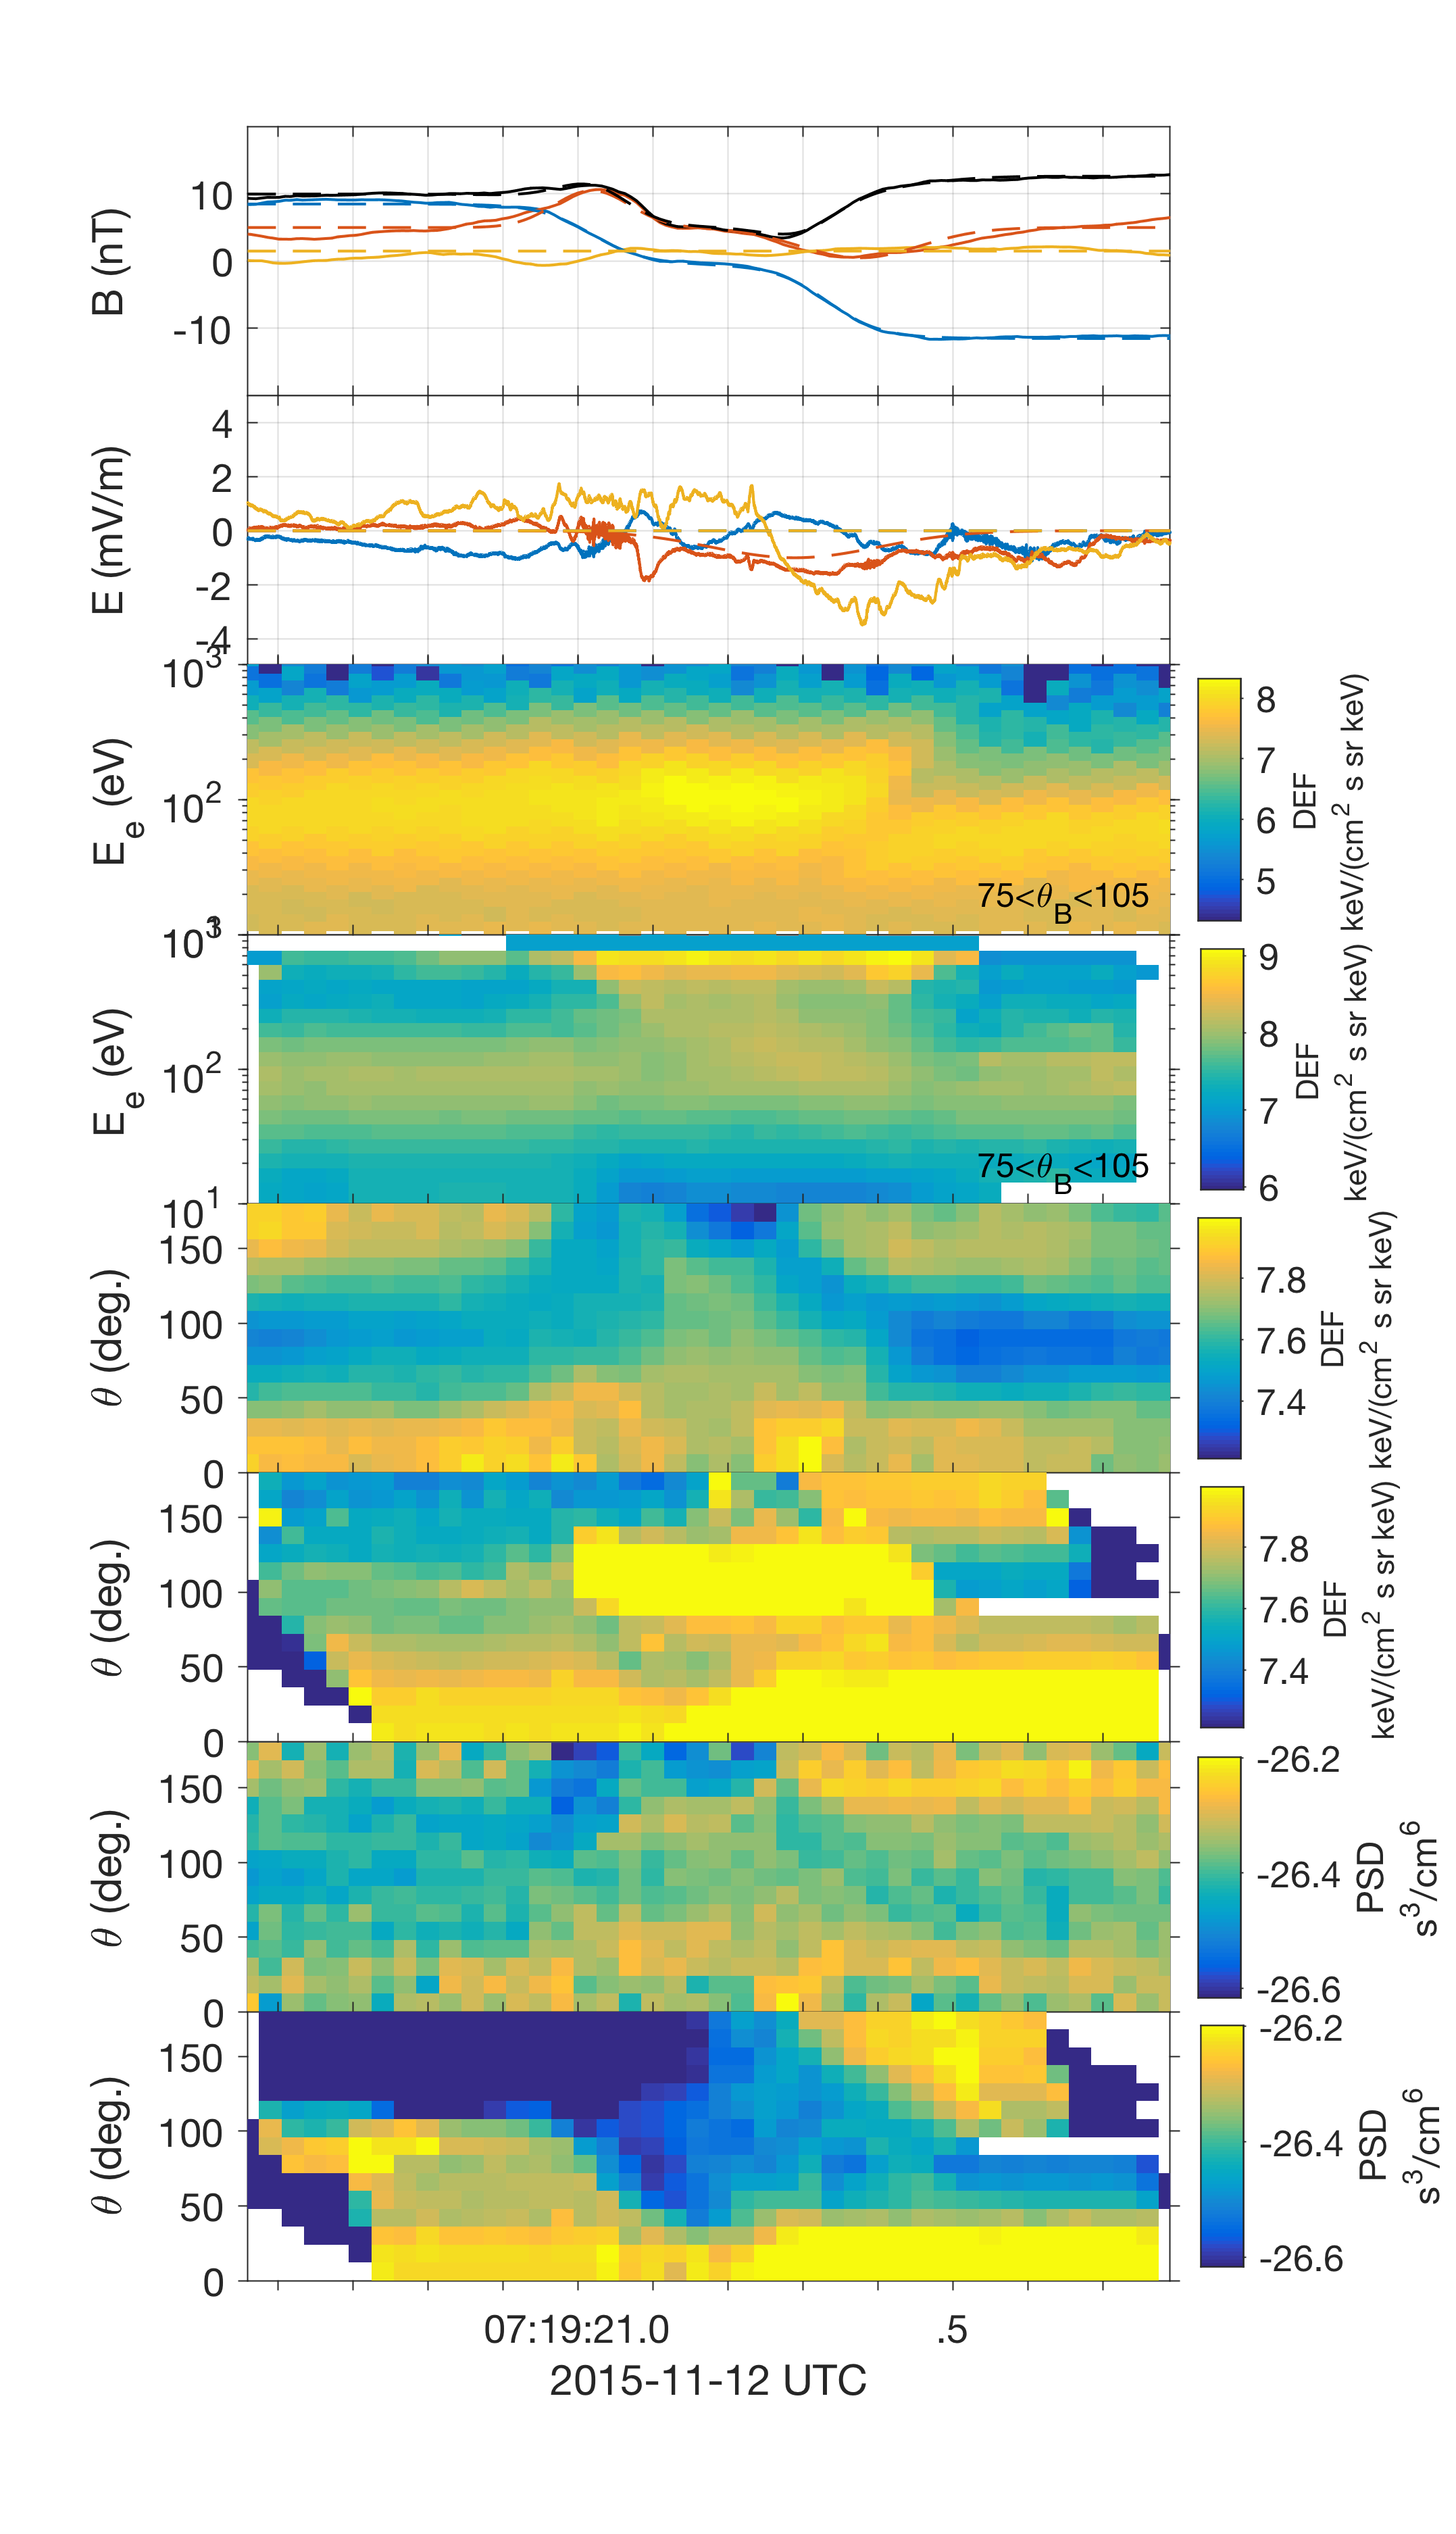 10
0
-10
B (nT)
4
2
0
-2
-4
E (mV/m)
10^3
10^2
E_e (eV)
75<θ_B<105
8
7
6
5
DEF
keV/(cm^2 s sr keV)
10^1
10^3
10^2
10^1
E_e (eV)
75<θ_B<105
9
8
7
6
DEF
keV/(cm^2 s sr keV)
150
100
50
0
θ (deg.)
7.8
7.6
7.4
DEF
keV/(cm^2 s sr keV)
150
100
50
0
θ (deg.)
7.8
7.6
7.4
DEF
keV/(cm^2 s sr keV)
150
100
50
0
θ (deg.)
-26.2
-26.4
-26.6
PSD
s^3/cm^6
150
100
50
0
θ (deg.)
-26.2
-26.4
-26.6
PSD
s^3/cm^6
07:19:21.0
.5
2015-11-12 UTC